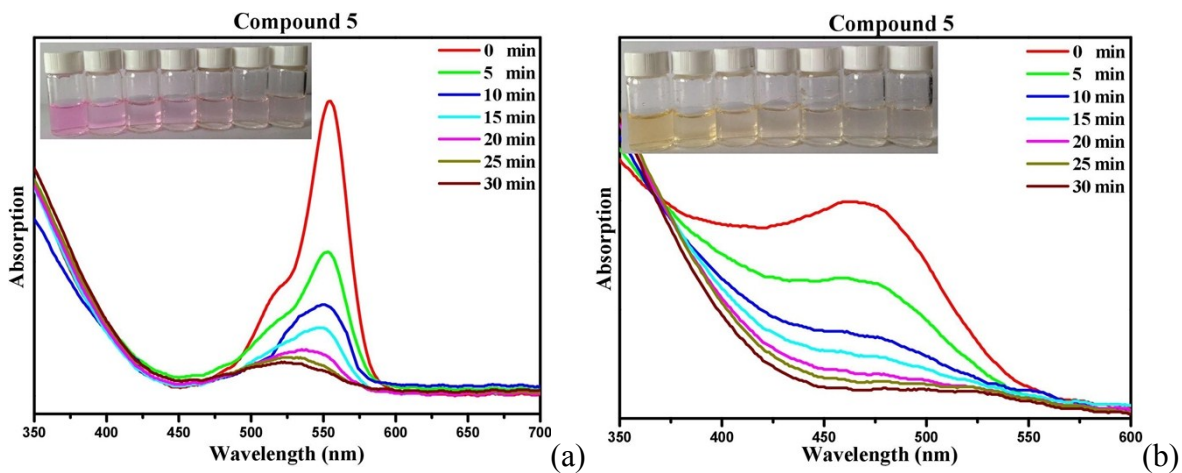 Compound 5
0 min
5 min
10 min
15 min
20 min
25 min
30 min
Absorption
350 400 450 500 550 600 650 700
Wavelength (nm)
(a)
Compound 5
0 min
5 min
10 min
15 min
20 min
25 min
30 min
Absorption
350 400 450 500 550 600
Wavelength (nm)
(b)